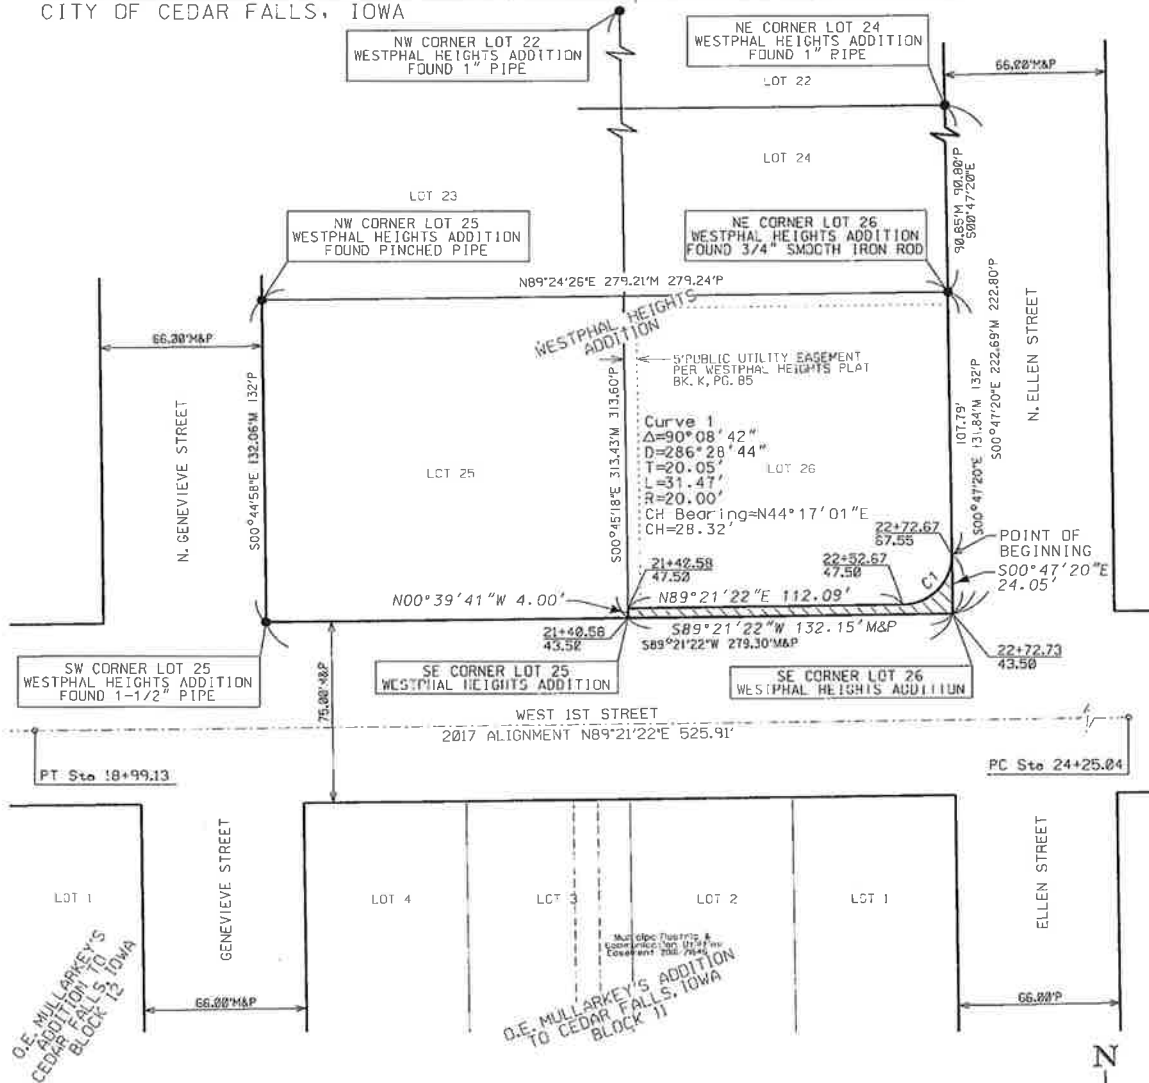 CITY OF CEDAR FALLS, IOWA
NW CORNER LOT 22
WESTPHAL HEIGHTS ADDITION
FOUND 1" PIPE
NE CORNER LOT 24
WESTPHAL HEIGHTS ADDITION
FOUND 1" PIPE
66.00'M&P
LOT 22
LOT 24
LOT 23
90.85'M 90.80'P
S00°47'20"E
NW CORNER LOT 25
WESTPHAL HEIGHTS ADDITION
FOUND PINCHED PIPE
NE CORNER LOT 26
WESTPHAL HEIGHTS ADDITION
FOUND 3/4" SMOOTH IRON ROD
N89°24'26"E 279.21'M 279.24'P
WESTPHAL HEIGHTS
ADDITION
66.00'M&P
5'PUBLIC UTILITY EASEMENT
PER WESTPHAL HEIGHTS PLAT
BK. K, PG. 85
N. GENEVIEVE STREET
S00°44'58"E 132.06'M 132'P
LOT 25
S00°45'18"E 313.43'M 313.60'P
Curve 1
Δ=90°08'42"
D=286°28'44"
T=20.05'
L=31.47'
R=20.00'
CH Bearing=N44°17'01"E
CH=28.32'
LOT 26
107.79'
S00°47'20"E 131.84'M 132'P
S00°47'20"E 222.69'M 222.80'P
N. ELLEN STREET
22+72.67
67.55
POINT OF
BEGINNING
S00°47'20"E
24.05'
21+40.58
47.50
22+52.67
47.50
C1
N00°39'41"W 4.00'
N89°21'22"E 112.09'
S89°21'22"W 132.15' M&P
S89°21'22"W 279.30'M&P
21+40.58
43.50
22+72.73
43.50
SW CORNER LOT 25
WESTPHAL HEIGHTS ADDITION
FOUND 1-1/2" PIPE
SE CORNER LOT 25
WESTPHAL HEIGHTS ADDITION
SE CORNER LOT 26
WESTPHAL HEIGHTS ADDITION
75.00'M&P
WEST 1ST STREET
2017 ALIGNMENT N89°21'22"E 525.91'
PT Sta 18+99.13
PC Sta 24+25.04
LOT 1
GENEVIEVE STREET
LOT 4
LOT 3
LOT 2
LOT 1
ELLEN STREET
Easement
O.E. MULLARKEY'S
ADDITION TO
CEDAR FALLS, IOWA
BLOCK 12
O.E. MULLARKEY'S ADDITION
TO CEDAR FALLS, IOWA
BLOCK 11
66.00'M&P
66.00'P
N